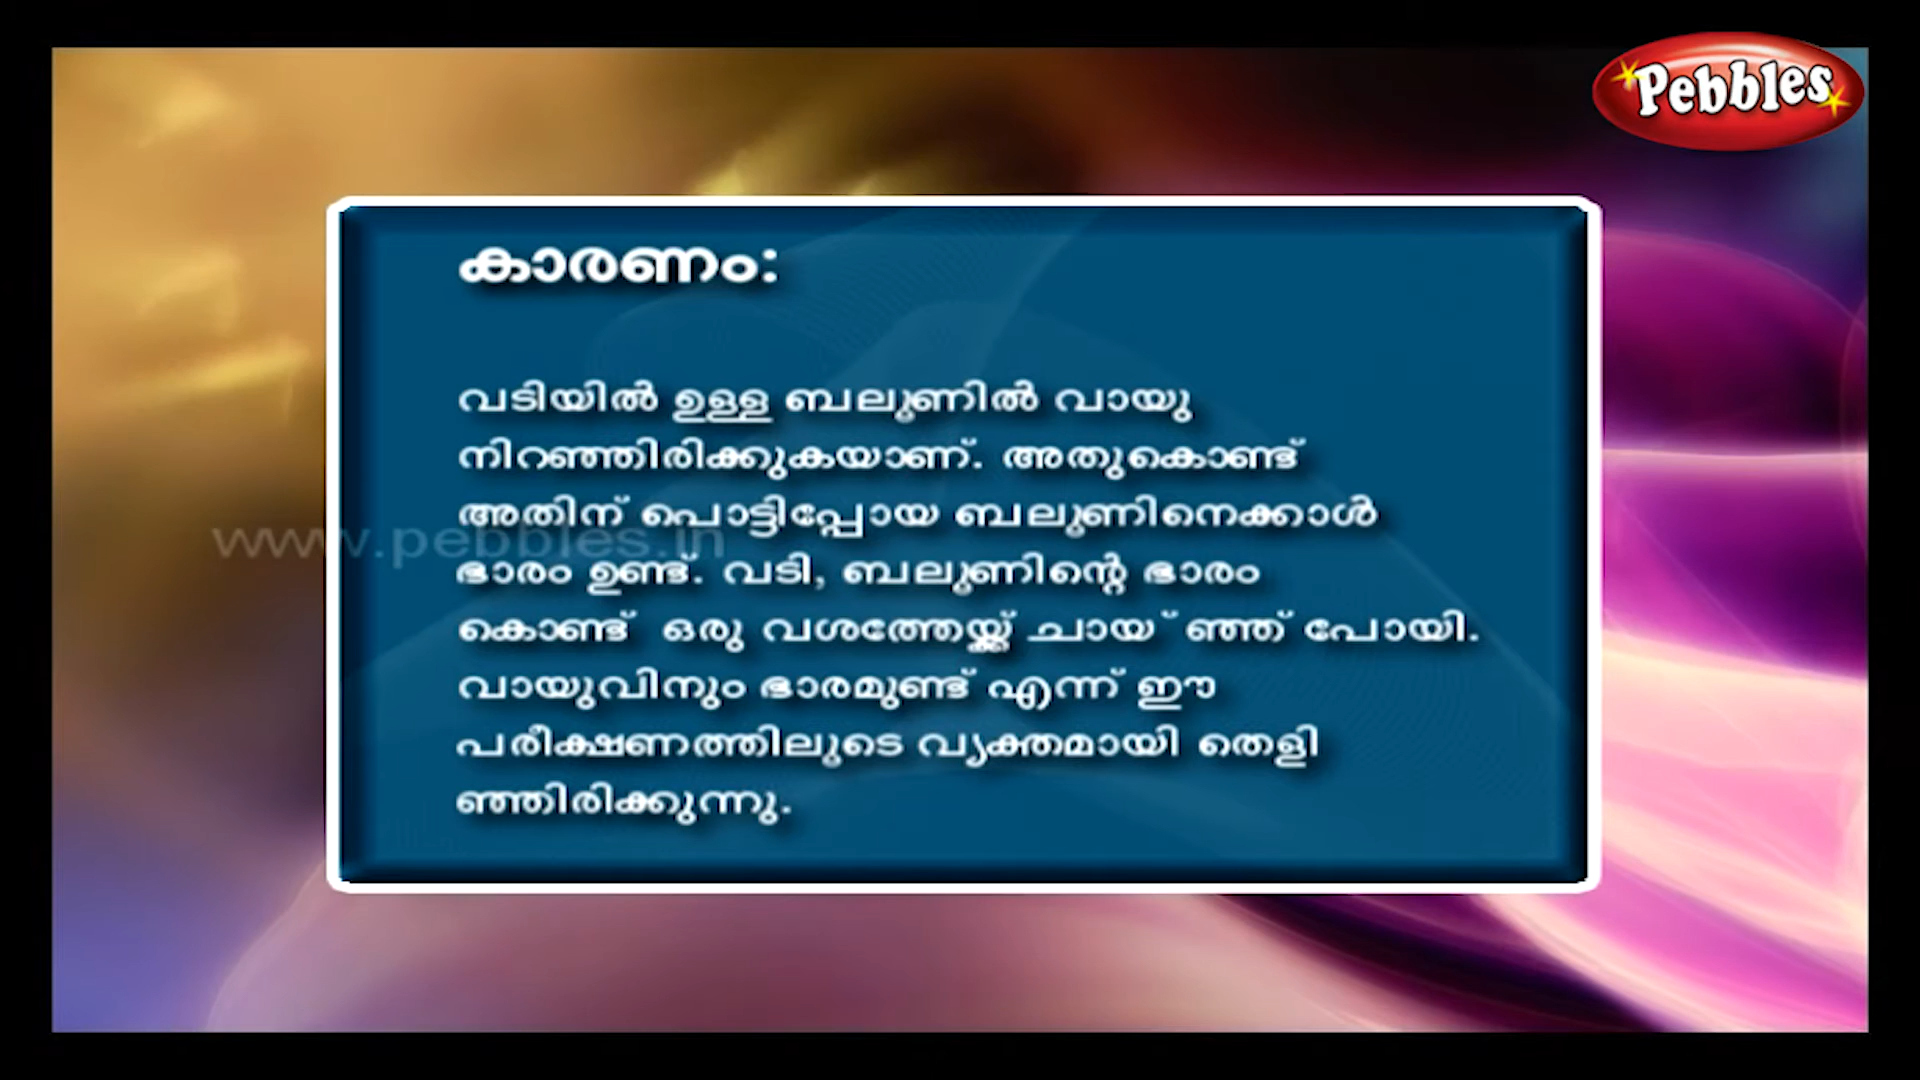 Pebbles
കാരണം:
വടിയിൽ ഉള്ള ബലുണിൽ വായു
നിറഞ്ഞിരിക്കുകയാണ്. അതുകൊണ്ട്
അതിന് പൊട്ടിപ്പോയ ബലുണിനെക്കാൾ
www.pebbles.in
ഭാരം ഉണ്ട്. വടി, ബലുണിന്റെ ഭാരം
കൊണ്ട് ഒരു വശത്തേയ്ക്ക് ചായ ് ഞ്ഞ് പോയി.
വായുവിനും ഭാരമുണ്ട് എന്ന് ഈ
പരീക്ഷണത്തിലുടെ വ്യക്തമായി തെളി
ഞ്ഞിരിക്കുന്നു.